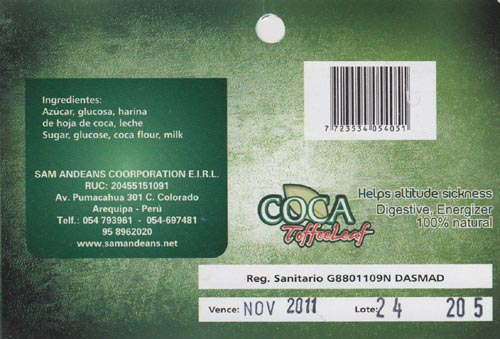 Ingredientes:
Azúcar, glucosa, harina
de hoja de coca, leche
Sugar, glucose, coca flour, milk
SAM ANDEANS COORPORATION E.I.R.L.
RUC: 20455151091
Av. Pumacahua 301 C. Colorado
Arequipa - Perú
Telf.: 054 793961 - 054-697481
95 8962020
www.samandeans.net
7 723534 054051
COCA
ToffeeLeaf
Helps altitude sickness
Digestive, Energizer
100% natural
Reg. Sanitario G8801109N DASMAD
Vence: NOV 2011 Lote: 24 205